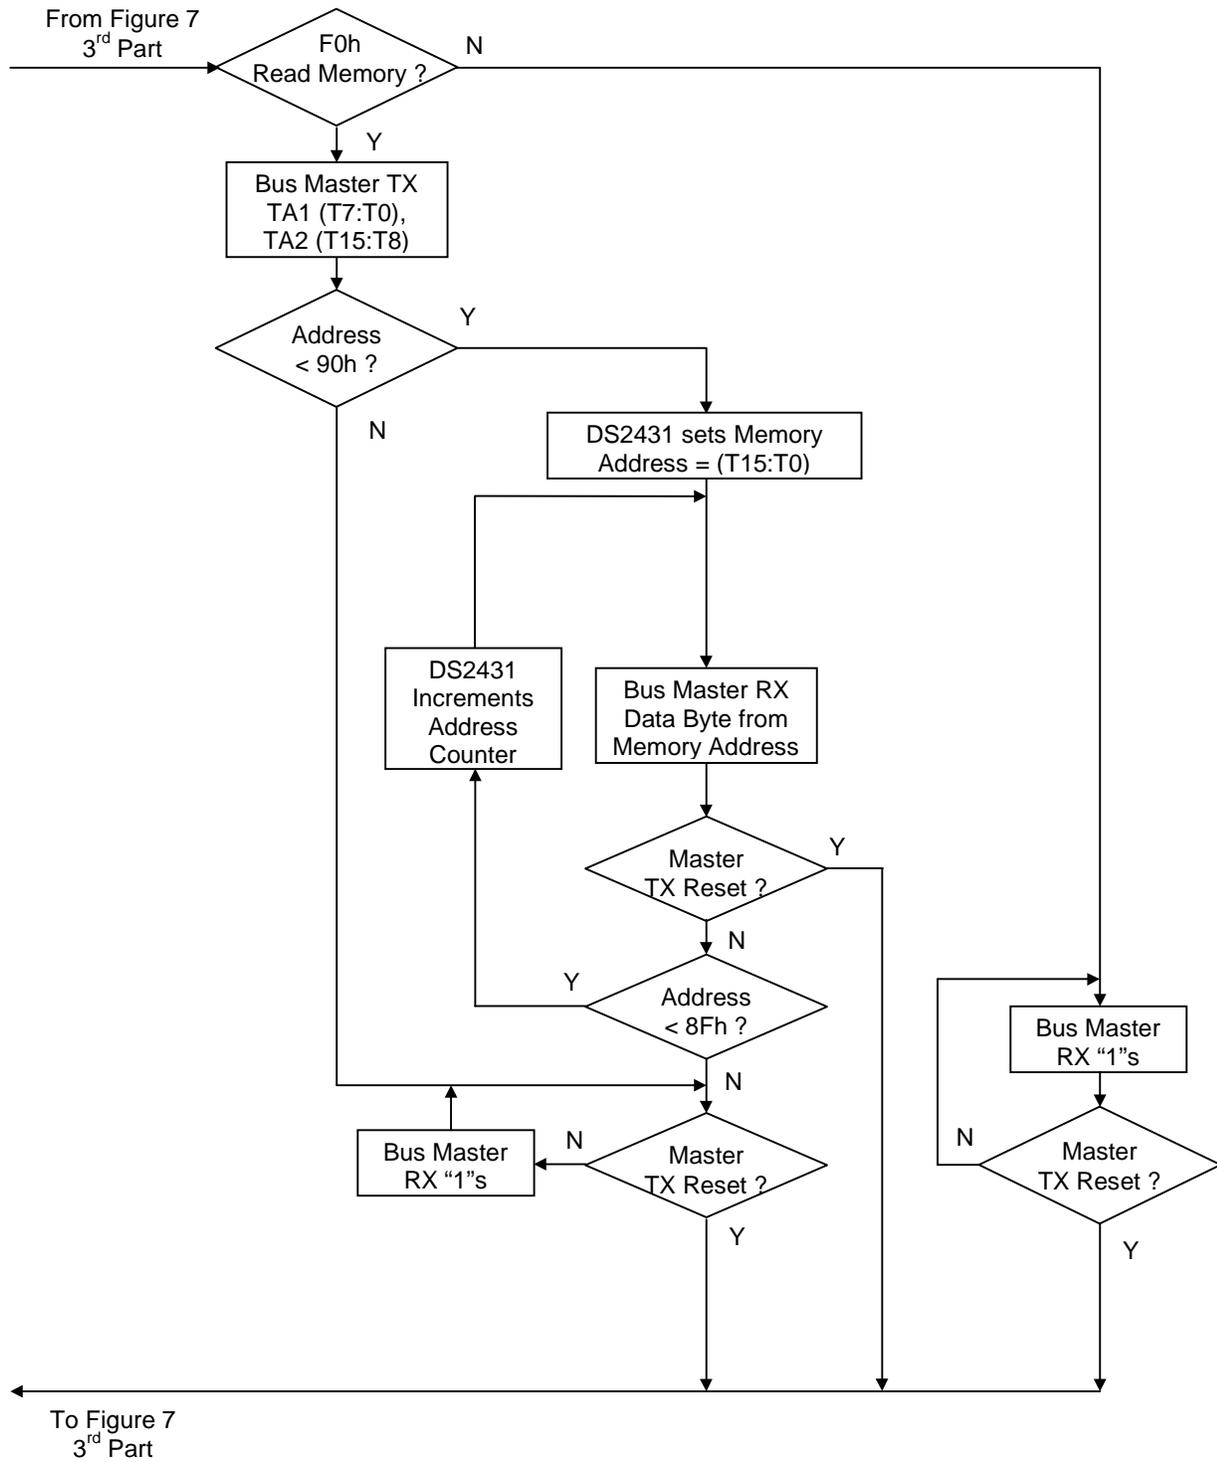 From Figure 7
3rd Part
F0h
Read Memory ?
N
Y
Bus Master TX
TA1 (T7:T0),
TA2 (T15:T8)
Address
< 90h ?
Y
N
DS2431 sets Memory
Address = (T15:T0)
DS2431
Increments
Address
Counter
Bus Master RX
Data Byte from
Memory Address
Master
TX Reset ?
Y
N
Address
< 8Fh ?
Y
N
Bus Master
RX “1”s
N
Master
TX Reset ?
Y
Bus Master
RX “1”s
Master
TX Reset ?
N
Y
To Figure 7
3rd Part